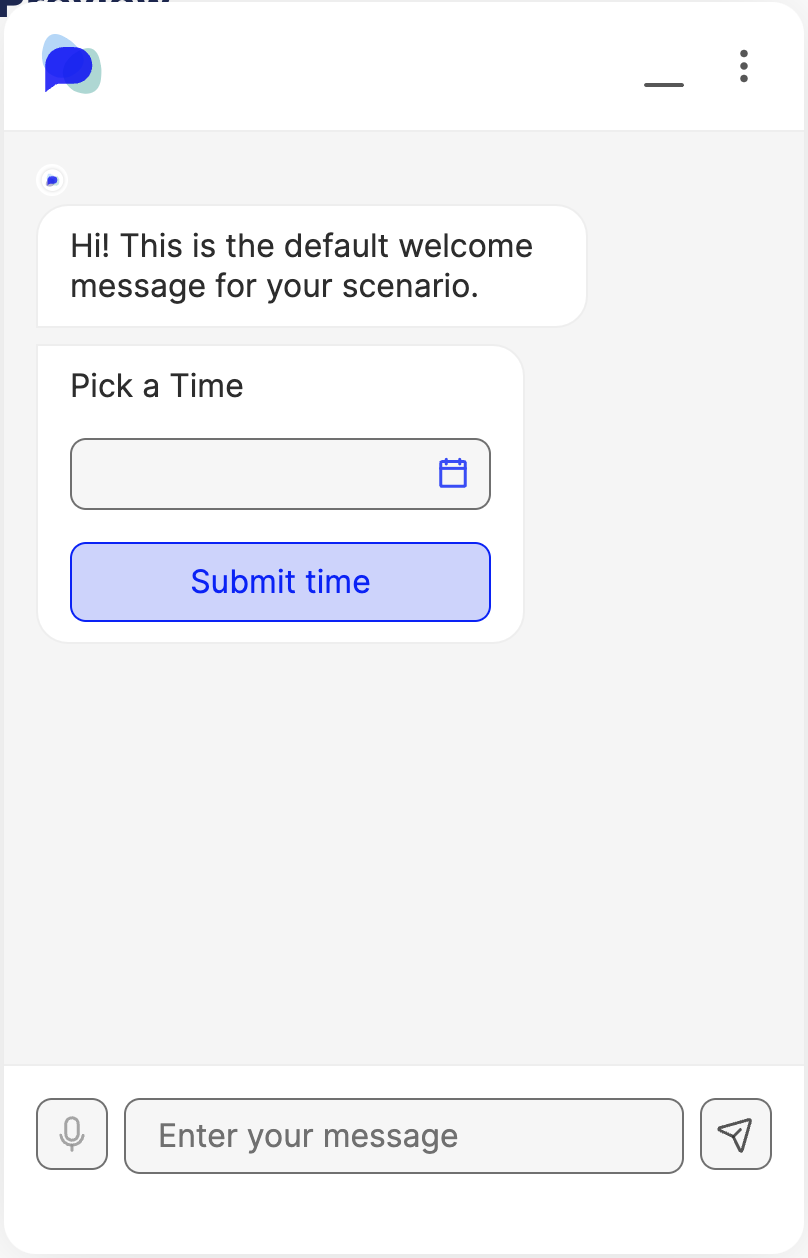 Hi! This is the default welcome
message for your scenario.
Pick a Time
Submit time
Enter your message